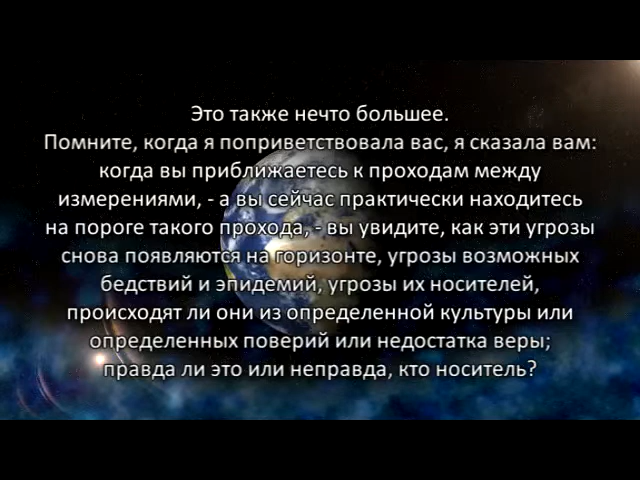 Это также нечто большее.
Помните, когда я поприветствовала вас, я сказала вам:
когда вы приближаетесь к проходам между
измерениями, - а вы сейчас практически находитесь
на пороге такого прохода, - вы увидите, как эти угрозы
снова появляются на горизонте, угрозы возможных
бедствий и эпидемий, угрозы их носителей,
происходят ли они из определенной культуры или
определенных поверий или недостатка веры;
правда ли это или неправда, кто носитель?